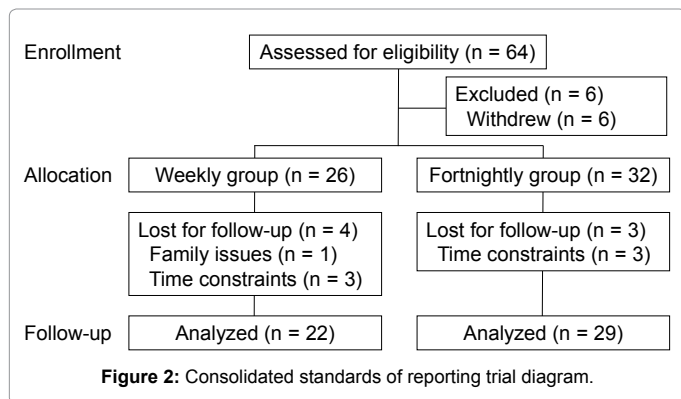 Enrollment
Assessed for eligibility (n = 64)
Excluded (n = 6)
Withdrew (n = 6)
Allocation
Weekly group (n = 26)
Fortnightly group (n = 32)
Lost for follow-up (n = 4)
Family issues (n = 1)
Time constraints (n = 3)
Lost for follow-up (n = 3)
Time constraints (n = 3)
Follow-up
Analyzed (n = 22)
Analyzed (n = 29)
Figure 2: Consolidated standards of reporting trial diagram.